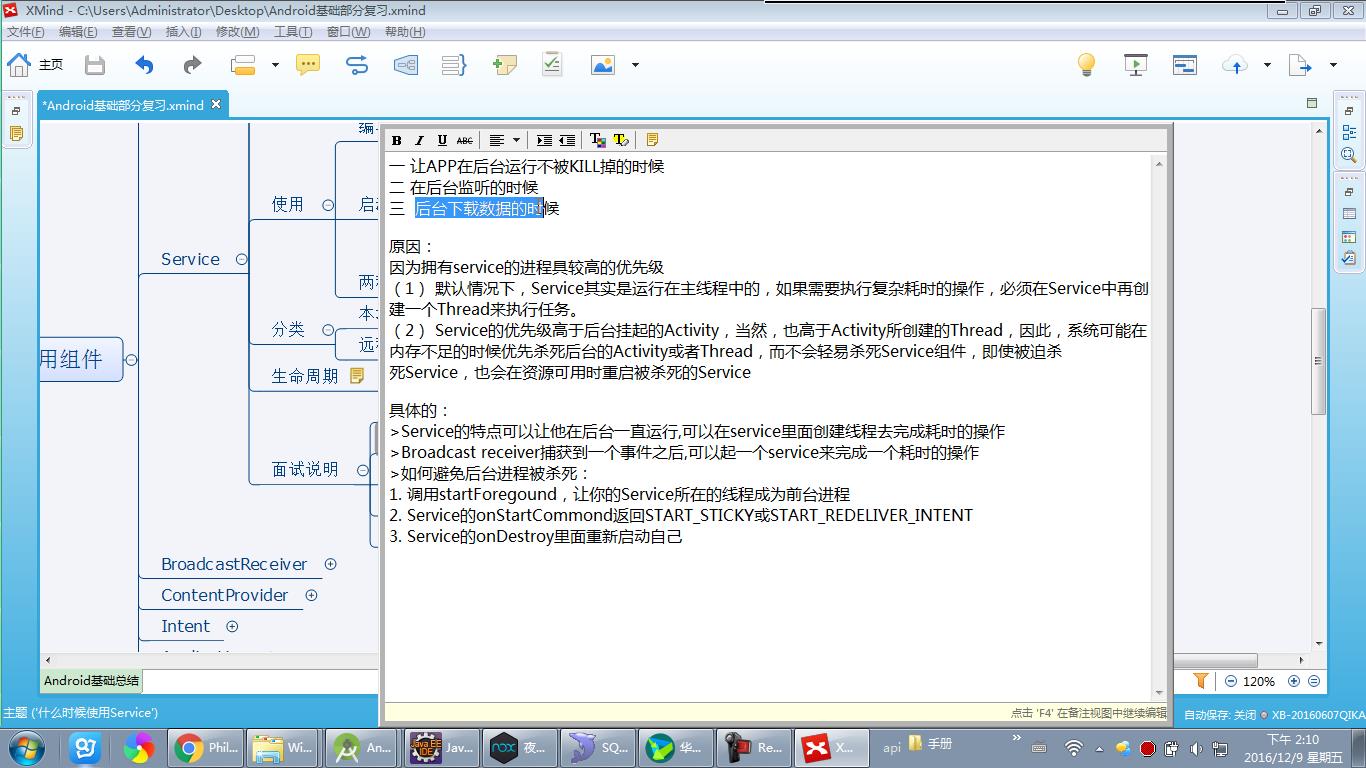 XMind - C:\Users\Administrator\Desktop\Android基础部分复习.xmind
文件(F) 编辑(E) 查看(V) 插入(I) 修改(M) 工具(T) 窗口(W) 帮助(H)
主页
*Android基础部分复习.xmind
使用
Service
分类
用组件
生命周期
面试说明
BroadcastReceiver
ContentProvider
Intent
B I U ABC
一 让APP在后台运行不被KILL掉的时候
二 在后台监听的时候
三 后台下载数据的时候
原因：
因为拥有service的进程具较高的优先级
（1） 默认情况下，Service其实是运行在主线程中的，如果需要执行复杂耗时的操作，必须在Service中再创
建一个Thread来执行任务。
（2） Service的优先级高于后台挂起的Activity，当然，也高于Activity所创建的Thread，因此，系统可能在
内存不足的时候优先杀死后台的Activity或者Thread，而不会轻易杀死Service组件，即使被迫杀
死Service，也会在资源可用时重启被杀死的Service
具体的：
>Service的特点可以让他在后台一直运行,可以在service里面创建线程去完成耗时的操作
>Broadcast receiver捕获到一个事件之后,可以起一个service来完成一个耗时的操作
>如何避免后台进程被杀死：
1. 调用startForegound，让你的Service所在的线程成为前台进程
2. Service的onStartCommond返回START_STICKY或START_REDELIVER_INTENT
3. Service的onDestroy里面重新启动自己
点击 'F4' 在备注视图中继续编辑
Android基础总结
120%
主题 ('什么时候使用Service')
自动保存: 关闭 XB-20160607QIKA
Phil... Wi... An... Jav... 夜... SQ... 华... Re... X... api 手册
下午 2:10
2016/12/9 星期五